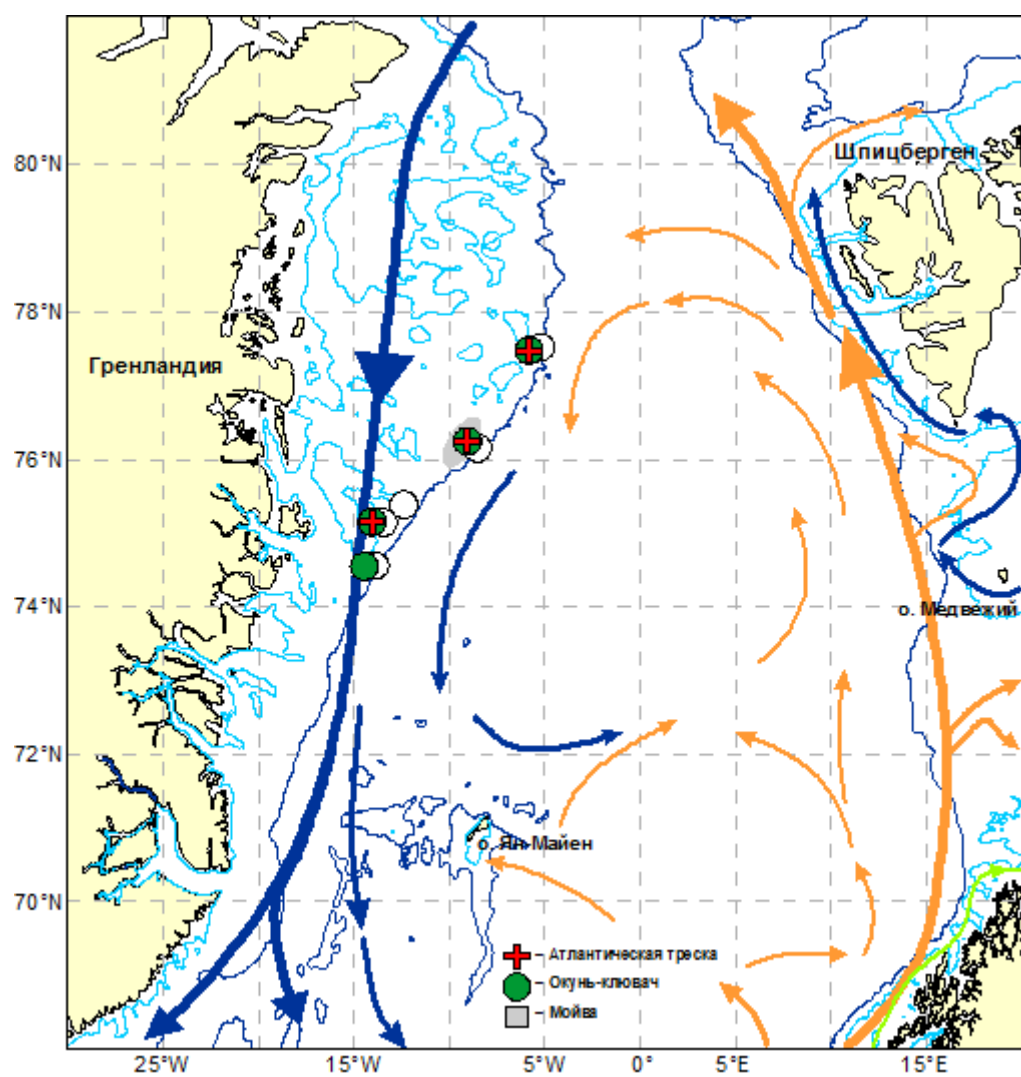 80°N
Шпицберген
78°N
Гренландия
76°N
74°N
о. Медвежий
72°N
о. Ян-Майен
70°N
– Атлантическая треска
– Окунь-клювач
– Мойва
25°W 15°W 5°W 0° 5°E 15°E